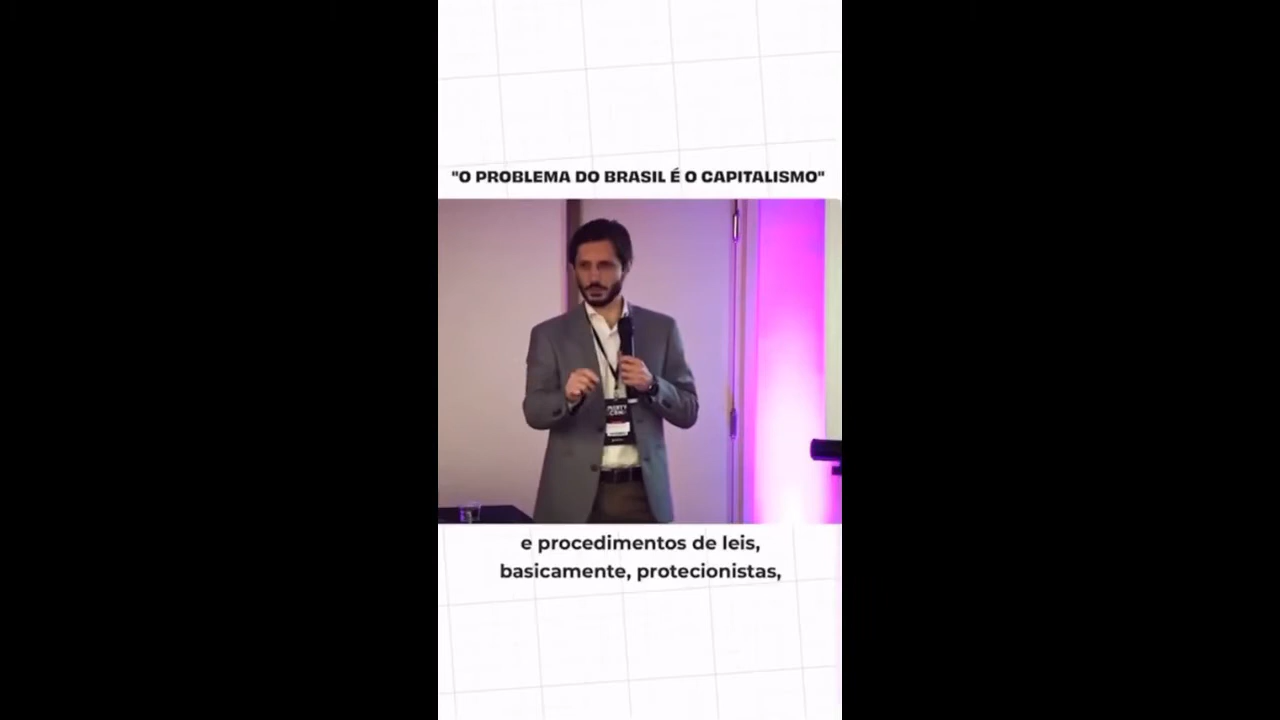 "O PROBLEMA DO BRASIL É O CAPITALISMO"
e procedimentos de leis,
basicamente, protecionistas,